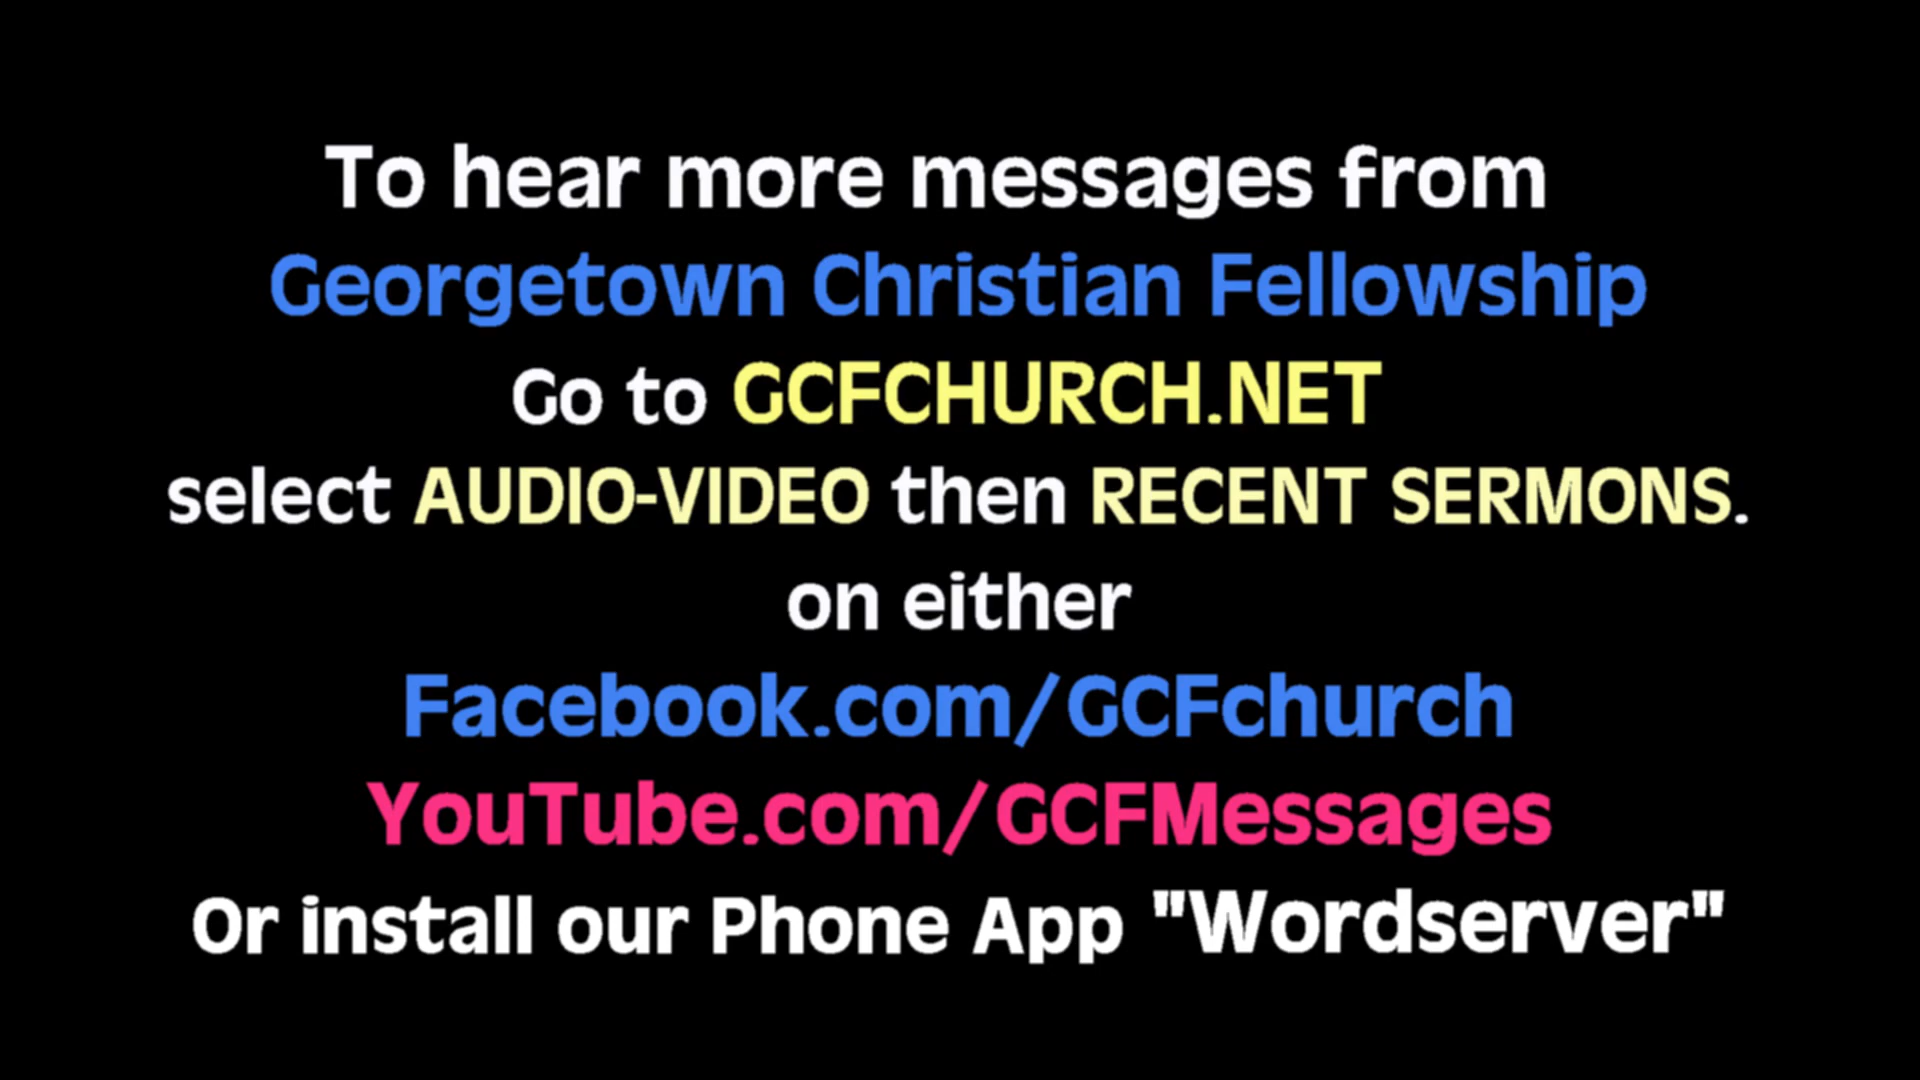 To hear more messages from
Georgetown Christian Fellowship
Go to GCFCHURCH.NET
select AUDIO-VIDEO then RECENT SERMONS.
on either
Facebook.com/GCFchurch
YouTube.com/GCFMessages
Or install our Phone App "Wordserver"